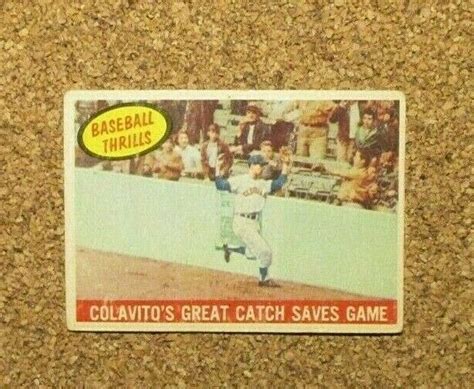 BASEBALL
THRILLS
COLAVITO'S GREAT CATCH SAVES GAME